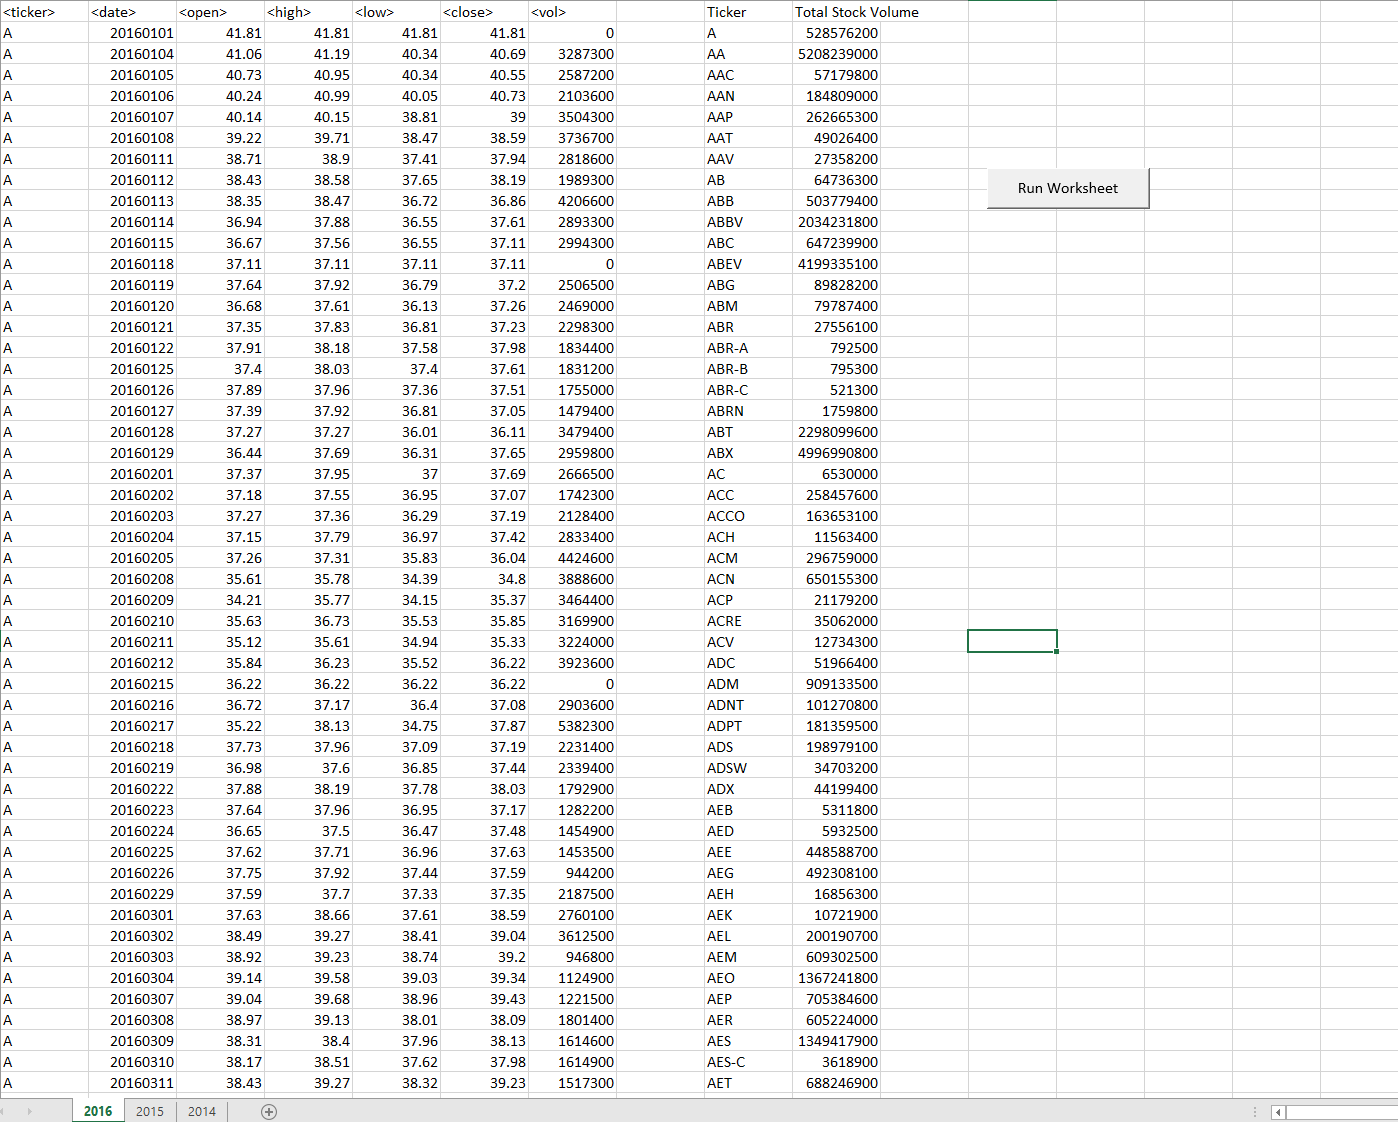 <ticker> <date> <open> <high> <low> <close> <vol> Ticker Total Stock Volume
A 20160101 41.81 41.81 41.81 41.81 0 A 528576200
A 20160104 41.06 41.19 40.34 40.69 3287300 AA 5208239000
A 20160105 40.73 40.95 40.34 40.55 2587200 AAC 57179800
A 20160106 40.24 40.99 40.05 40.73 2103600 AAN 184809000
A 20160107 40.14 40.15 38.81 39 3504300 AAP 262665300
A 20160108 39.22 39.71 38.47 38.59 3736700 AAT 49026400
A 20160111 38.71 38.9 37.41 37.94 2818600 AAV 27358200
A 20160112 38.43 38.58 37.65 38.19 1989300 AB 64736300
Run Worksheet
A 20160113 38.35 38.47 36.72 36.86 4206600 ABB 503779400
A 20160114 36.94 37.88 36.55 37.61 2893300 ABBV 2034231800
A 20160115 36.67 37.56 36.55 37.11 2994300 ABC 647239900
A 20160118 37.11 37.11 37.11 37.11 0 ABEV 4199335100
A 20160119 37.64 37.92 36.79 37.2 2506500 ABG 89828200
A 20160120 36.68 37.61 36.13 37.26 2469000 ABM 79787400
A 20160121 37.35 37.83 36.81 37.23 2298300 ABR 27556100
A 20160122 37.91 38.18 37.58 37.98 1834400 ABR-A 792500
A 20160125 37.4 38.03 37.4 37.61 1831200 ABR-B 795300
A 20160126 37.89 37.96 37.36 37.51 1755000 ABR-C 521300
A 20160127 37.39 37.92 36.81 37.05 1479400 ABRN 1759800
A 20160128 37.27 37.27 36.01 36.11 3479400 ABT 2298099600
A 20160129 36.44 37.69 36.31 37.65 2959800 ABX 4996990800
A 20160201 37.37 37.95 37 37.69 2666500 AC 6530000
A 20160202 37.18 37.55 36.95 37.07 1742300 ACC 258457600
A 20160203 37.27 37.36 36.29 37.19 2128400 ACCO 163653100
A 20160204 37.15 37.79 36.97 37.42 2833400 ACH 11563400
A 20160205 37.26 37.31 35.83 36.04 4424600 ACM 296759000
A 20160208 35.61 35.78 34.39 34.8 3888600 ACN 650155300
A 20160209 34.21 35.77 34.15 35.37 3464400 ACP 21179200
A 20160210 35.63 36.73 35.53 35.85 3169900 ACRE 35062000
A 20160211 35.12 35.61 34.94 35.33 3224000 ACV 12734300
A 20160212 35.84 36.23 35.52 36.22 3923600 ADC 51966400
A 20160215 36.22 36.22 36.22 36.22 0 ADM 909133500
A 20160216 36.72 37.17 36.4 37.08 2903600 ADNT 101270800
A 20160217 35.22 38.13 34.75 37.87 5382300 ADPT 181359500
A 20160218 37.73 37.96 37.09 37.19 2231400 ADS 198979100
A 20160219 36.98 37.6 36.85 37.44 2339400 ADSW 34703200
A 20160222 37.88 38.19 37.78 38.03 1792900 ADX 44199400
A 20160223 37.64 37.96 36.95 37.17 1282200 AEB 5311800
A 20160224 36.65 37.5 36.47 37.48 1454900 AED 5932500
A 20160225 37.62 37.71 36.96 37.63 1453500 AEE 448588700
A 20160226 37.75 37.92 37.44 37.59 944200 AEG 492308100
A 20160229 37.59 37.7 37.33 37.35 2187500 AEH 16856300
A 20160301 37.63 38.66 37.61 38.59 2760100 AEK 10721900
A 20160302 38.49 39.27 38.41 39.04 3612500 AEL 200190700
A 20160303 38.92 39.23 38.74 39.2 946800 AEM 609302500
A 20160304 39.14 39.58 39.03 39.34 1124900 AEO 1367241800
A 20160307 39.04 39.68 38.96 39.43 1221500 AEP 705384600
A 20160308 38.97 39.13 38.01 38.09 1801400 AER 605224000
A 20160309 38.31 38.4 37.96 38.13 1614600 AES 1349417900
A 20160310 38.17 38.51 37.62 37.98 1614900 AES-C 3618900
A 20160311 38.43 39.27 38.32 39.23 1517300 AET 688246900
2016 2015 2014